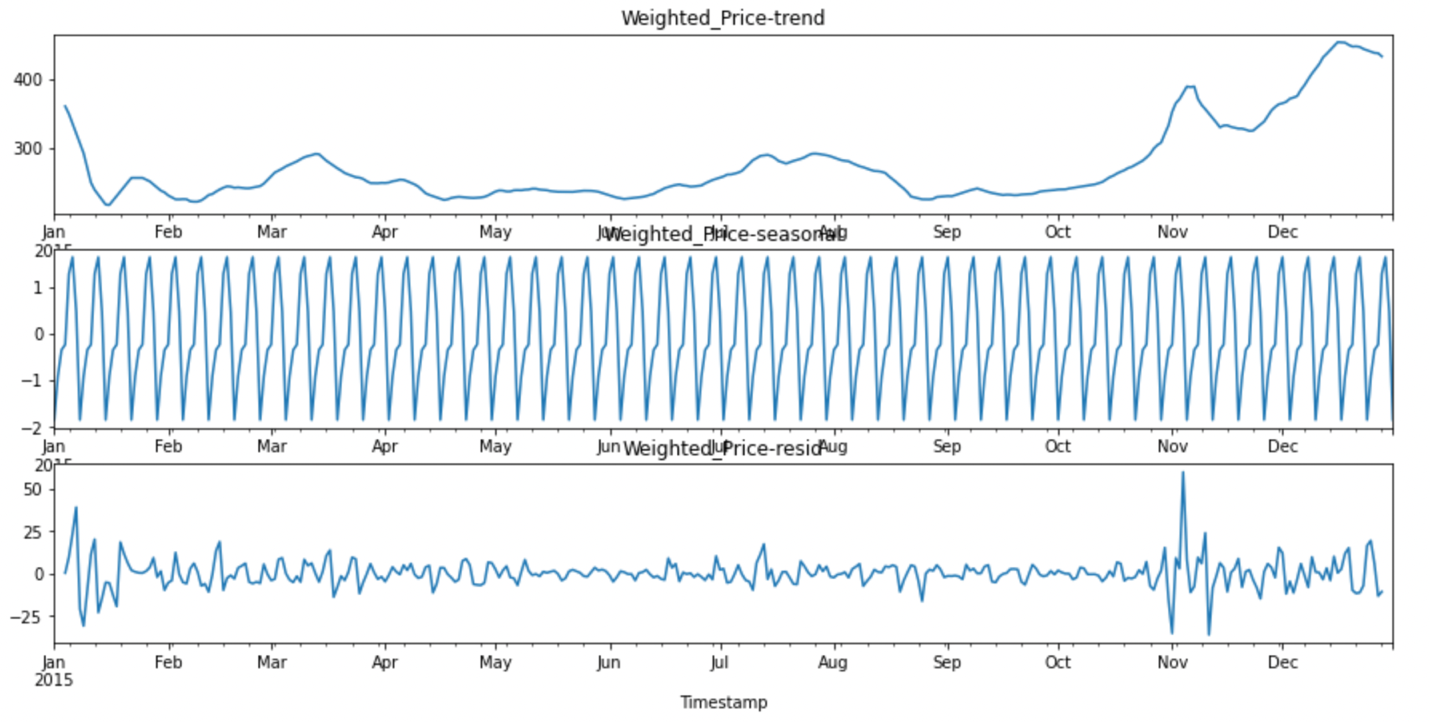 Weighted_Price-trend
400
300
Jan Feb Mar Apr May Jun Jul Aug Sep Oct Nov Dec
2015
Weighted_Price-seasonal
1
0
−1
−2
Jan Feb Mar Apr May Jun Jul Aug Sep Oct Nov Dec
2015
Weighted_Price-resid
50
25
0
−25
Jan Feb Mar Apr May Jun Jul Aug Sep Oct Nov Dec
2015
Timestamp